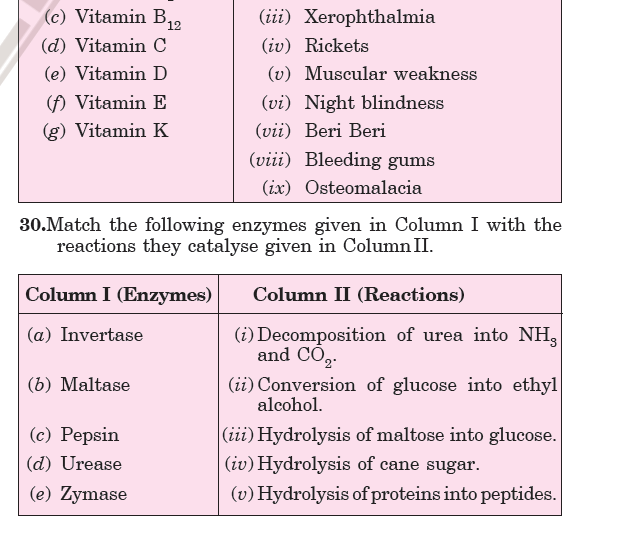 (c) Vitamin B12
(iii) Xerophthalmia
(d) Vitamin C
(iv) Rickets
(e) Vitamin D
(v) Muscular weakness
(f) Vitamin E
(vi) Night blindness
(g) Vitamin K
(vii) Beri Beri
(viii) Bleeding gums
(ix) Osteomalacia
30.Match the following enzymes given in Column I with the
reactions they catalyse given in Column II.
Column I (Enzymes)
Column II (Reactions)
(a) Invertase
(i) Decomposition of urea into NH3
and CO2.
(b) Maltase
(ii) Conversion of glucose into ethyl
alcohol.
(c) Pepsin
(iii) Hydrolysis of maltose into glucose.
(d) Urease
(iv) Hydrolysis of cane sugar.
(e) Zymase
(v) Hydrolysis of proteins into peptides.